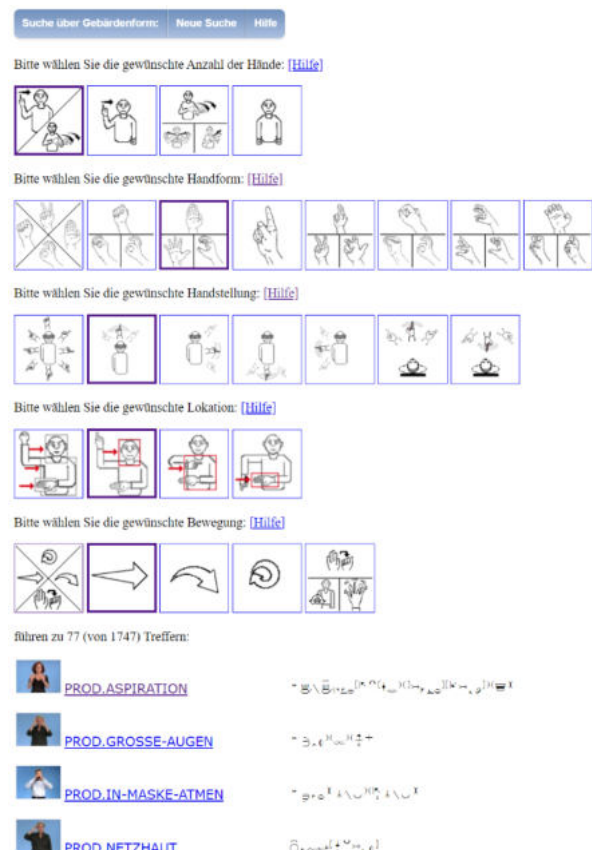 Suche über Gebärdenform: Neue Suche Hilfe
Bitte wählen Sie die gewünschte Anzahl der Hände: [Hilfe]
Bitte wählen Sie die gewünschte Handform: [Hilfe]
Bitte wählen Sie die gewünschte Handstellung: [Hilfe]
Bitte wählen Sie die gewünschte Lokation: [Hilfe]
Bitte wählen Sie die gewünschte Bewegung: [Hilfe]
führen zu 77 (von 1747) Treffern:
PROD.ASPIRATION
PROD.GROSSE-AUGEN
PROD.IN-MASKE-ATMEN
PROD.NETZHAUT